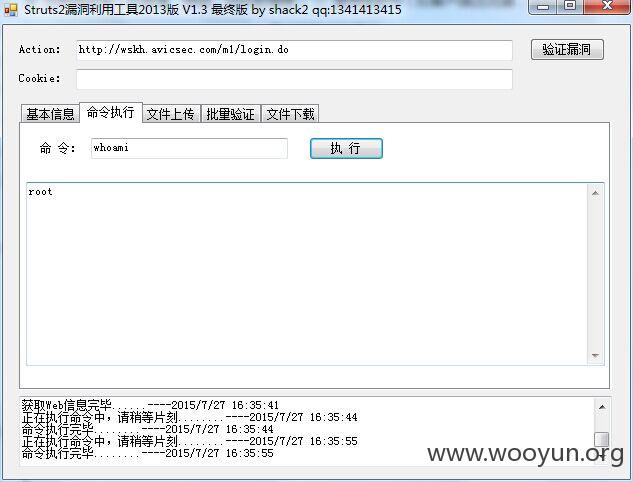 Struts2漏洞利用工具2013版 V1.3 最终版 by shack2 qq:1341413415
Action: http://wskh.avicsec.com/m1/login.do 验证漏洞
Cookie:
基本信息 命令执行 文件上传 批量验证 文件下载
命 令: whoami 执 行
root
获取Web信息完毕......----2015/7/27 16:35:41
正在执行命令中，请稍等片刻........----2015/7/27 16:35:44
命令执行完毕........----2015/7/27 16:35:44
正在执行命令中，请稍等片刻........----2015/7/27 16:35:55
命令执行完毕........----2015/7/27 16:35:55
www.wooyun.org